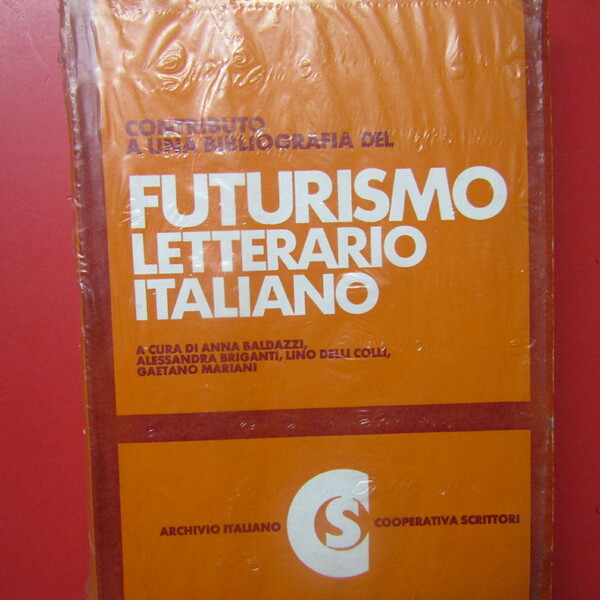 CONTRIBUTO
A UNA BIBLIOGRAFIA DEL
FUTURISMO
LETTERARIO
ITALIANO
A CURA DI ANNA BALDAZZI,
ALESSANDRA BRIGANTI, LINO DELLI COLLI,
GAETANO MARIANI
ARCHIVIO ITALIANO CS COOPERATIVA SCRITTORI